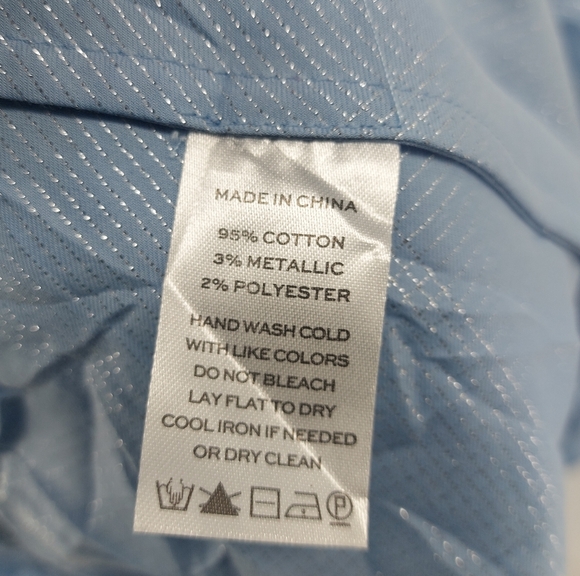 MADE IN CHINA
95% COTTON
3% METALLIC
2% POLYESTER
HAND WASH COLD
WITH LIKE COLORS
DO NOT BLEACH
LAY FLAT TO DRY
COOL IRON IF NEEDED
OR DRY CLEAN
P